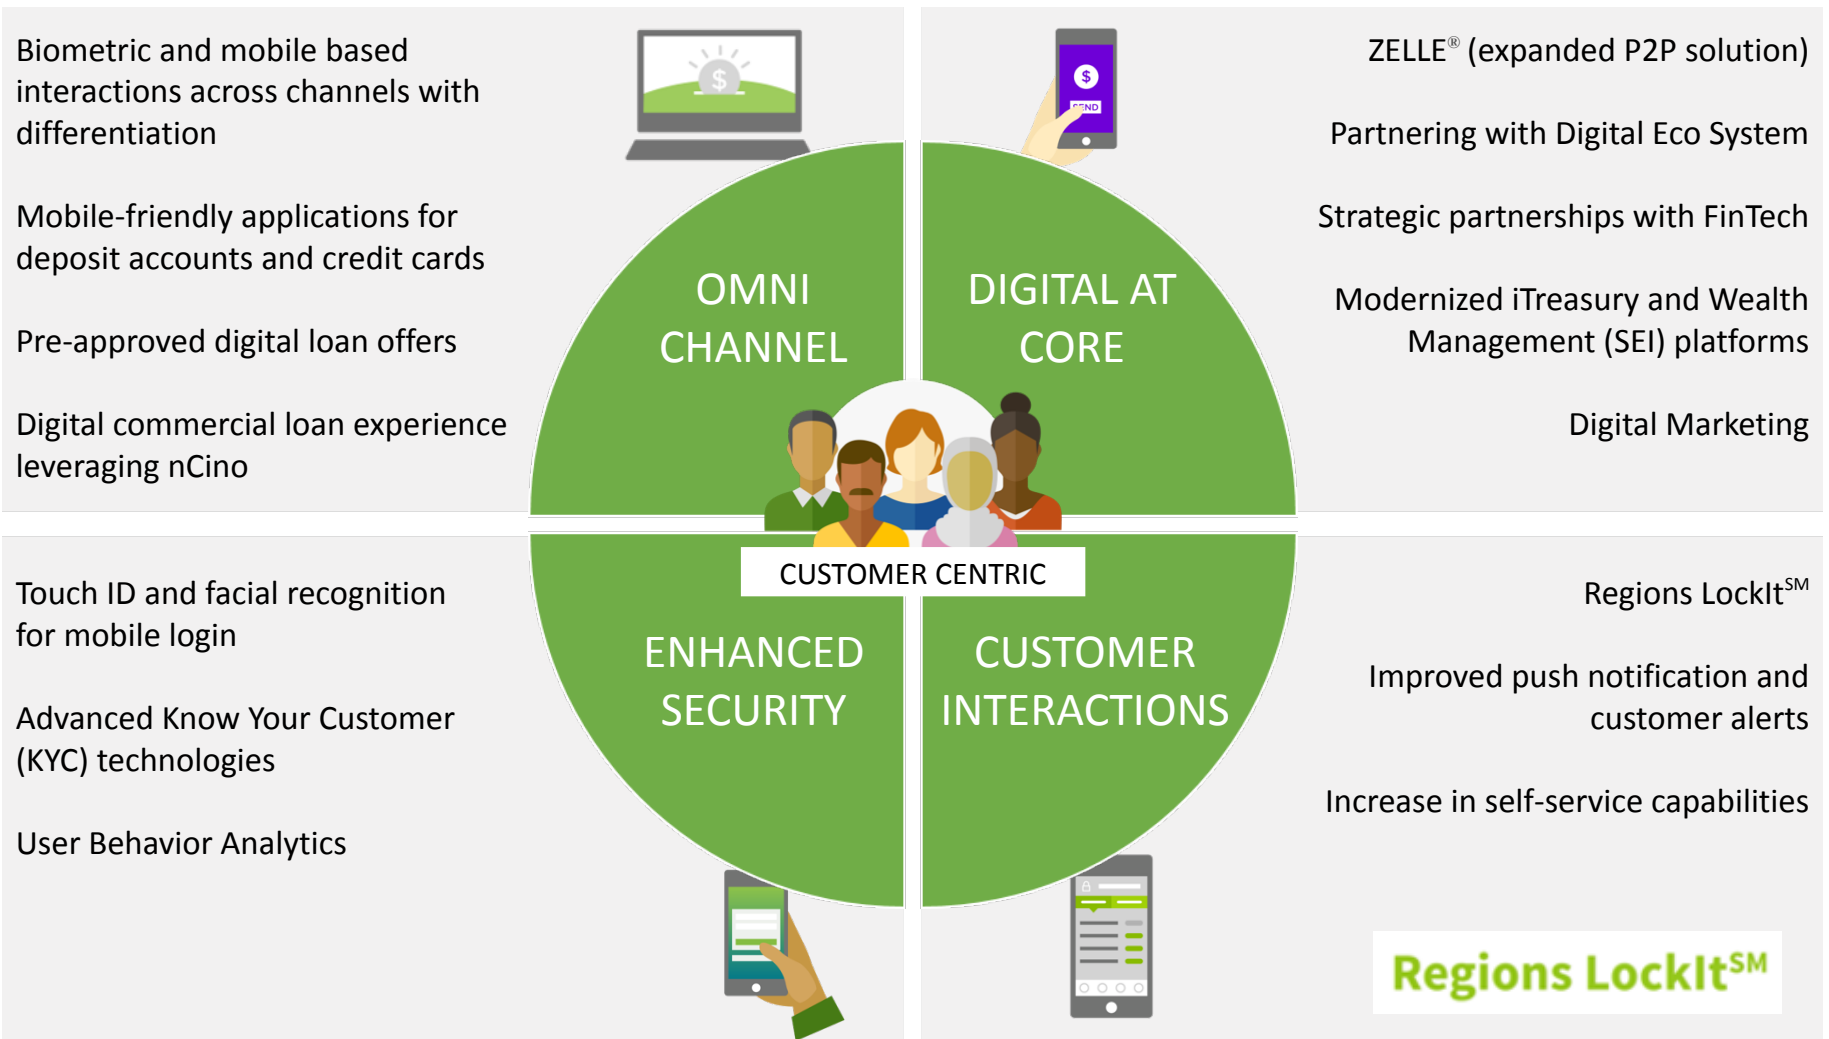 Biometric and mobile based
interactions across channels with
differentiation
Mobile-friendly applications for
deposit accounts and credit cards
Pre-approved digital loan offers
Digital commercial loan experience
leveraging nCino
$
OMNI
CHANNEL
$
SEND
DIGITAL AT
CORE
ZELLE® (expanded P2P solution)
Partnering with Digital Eco System
Strategic partnerships with FinTech
Modernized iTreasury and Wealth
Management (SEI) platforms
Digital Marketing
CUSTOMER CENTRIC
Touch ID and facial recognition
for mobile login
Advanced Know Your Customer
(KYC) technologies
User Behavior Analytics
ENHANCED
SECURITY
CUSTOMER
INTERACTIONS
Regions LockIt℠
Improved push notification and
customer alerts
Increase in self-service capabilities
Regions LockIt℠